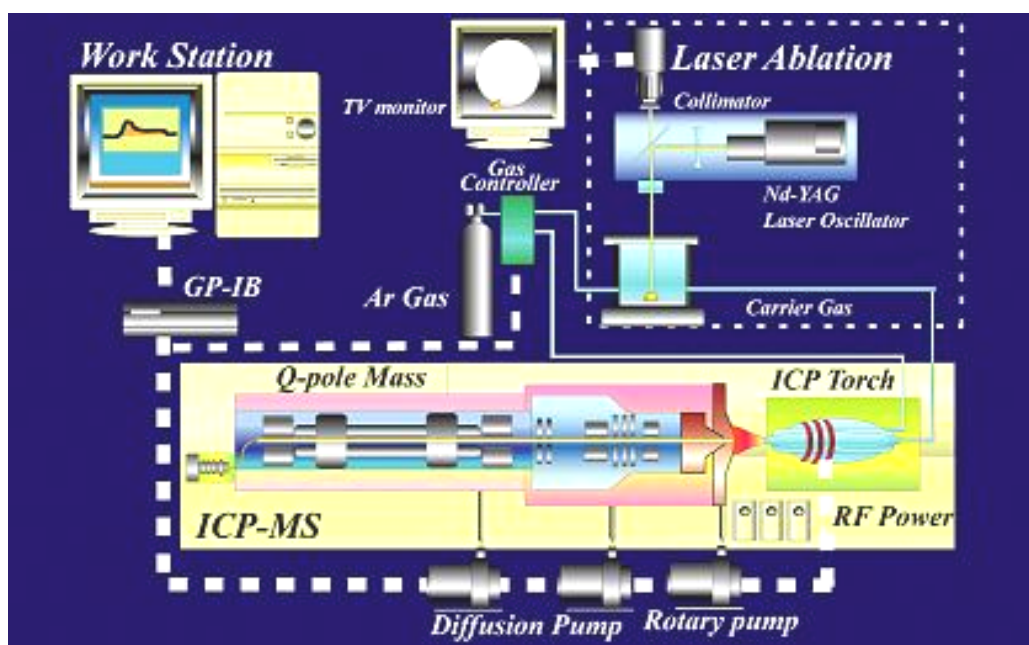 Work Station
TV monitor
Laser Ablation
Collimator
Nd-YAG
Laser Oscillator
Gas
Controller
GP-IB
Ar Gas
Carrier Gas
Q-pole Mass
ICP Torch
ICP-MS
RF Power
Diffusion Pump
Rotary pump